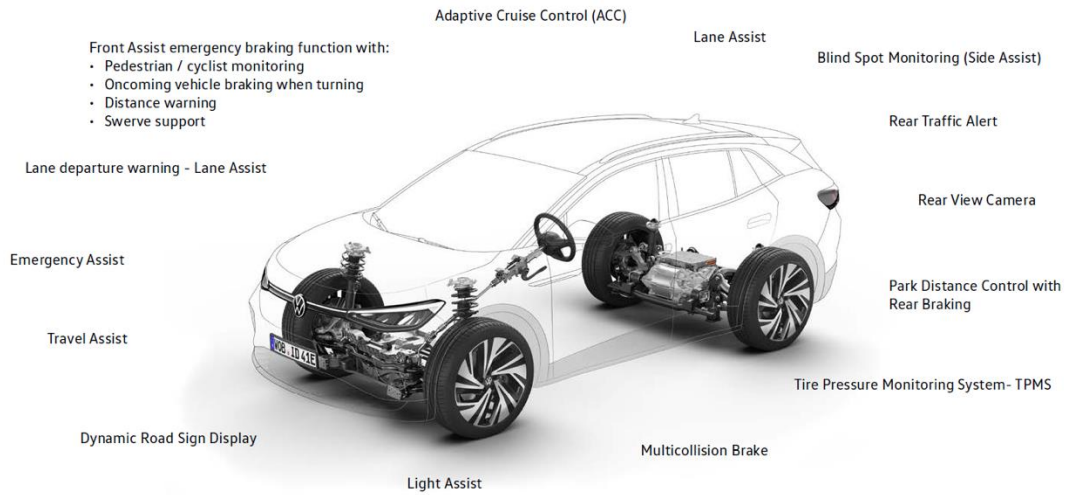 Adaptive Cruise Control (ACC)
Lane Assist
Front Assist emergency braking function with:
• Pedestrian / cyclist monitoring
• Oncoming vehicle braking when turning
• Distance warning
• Swerve support
Blind Spot Monitoring (Side Assist)
Rear Traffic Alert
Lane departure warning - Lane Assist
Rear View Camera
Emergency Assist
Park Distance Control with
Rear Braking
Travel Assist
WOB ID 41E
Tire Pressure Monitoring System- TPMS
Dynamic Road Sign Display
Multicollision Brake
Light Assist